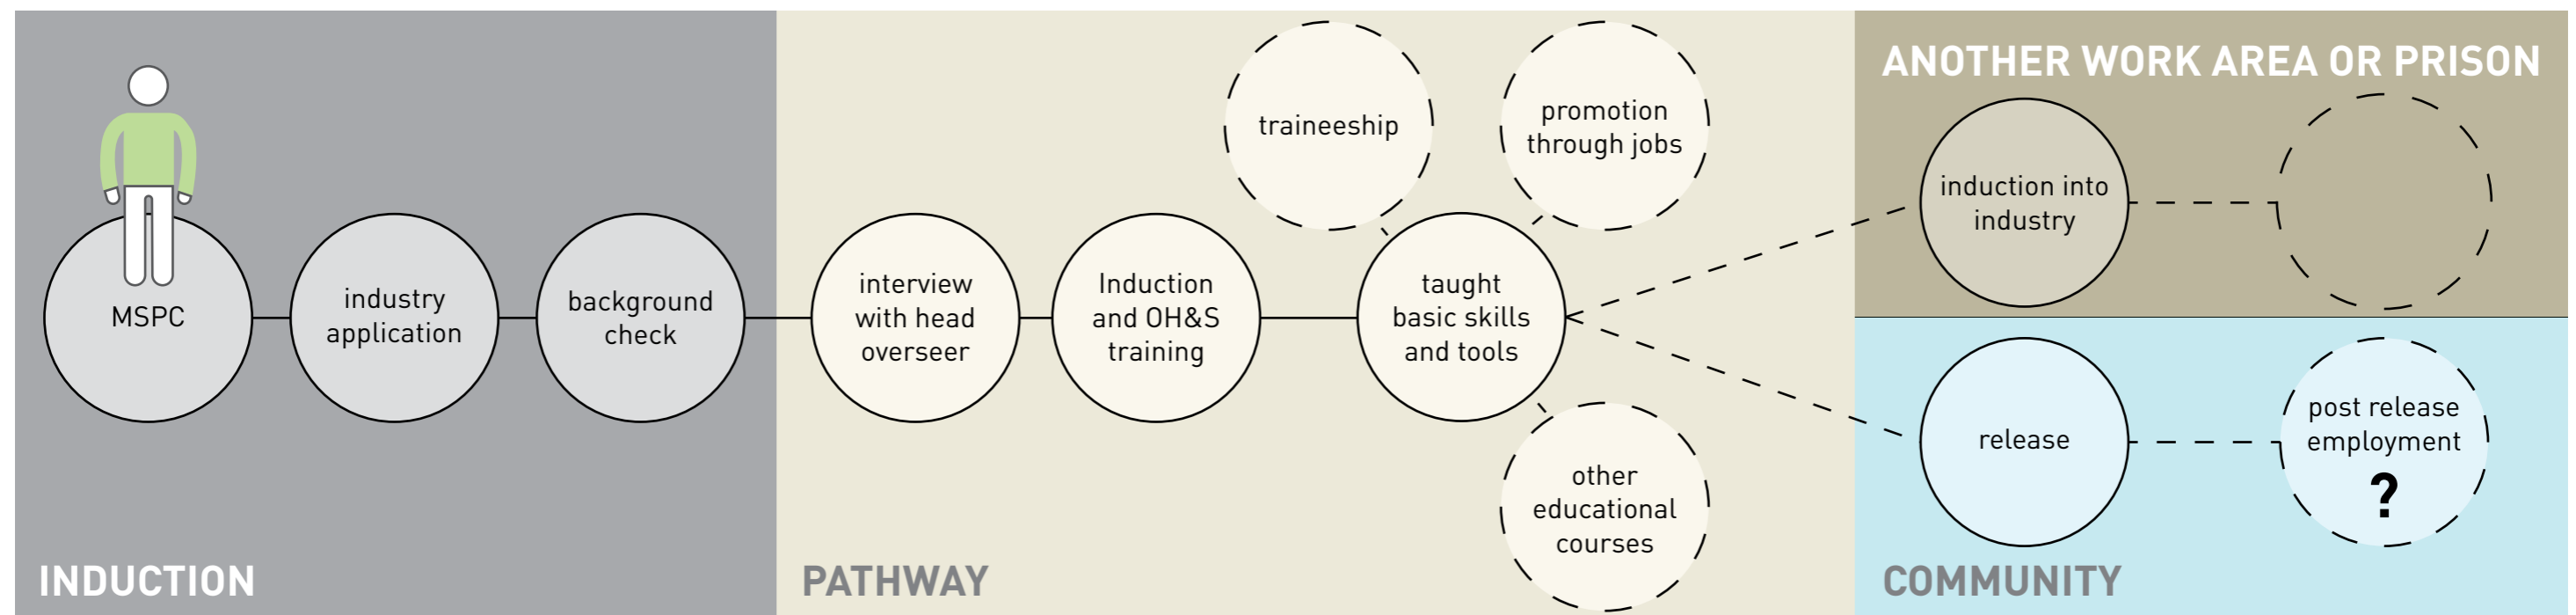 INDUCTION
MSPC
industry
application
background
check
PATHWAY
interview
with head
overseer
Induction
and OH&S
training
taught
basic skills
and tools
traineeship
promotion
through jobs
other
educational
courses
ANOTHER WORK AREA OR PRISON
induction into
industry
COMMUNITY
release
post release
employment
?